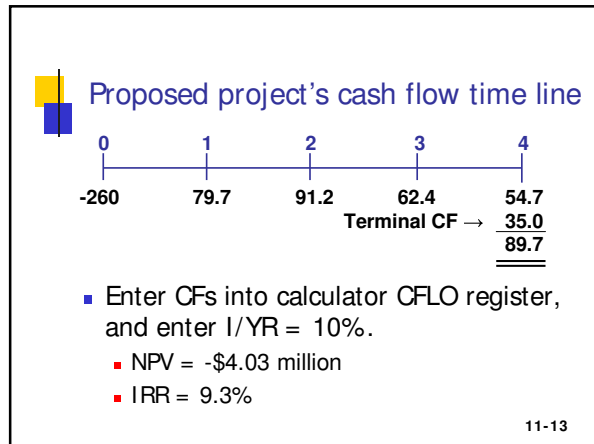 Proposed project's cash flow time line
0 1 2 3 4
-260 79.7 91.2 62.4 54.7
Terminal CF → 35.0
89.7
Enter CFs into calculator CFLO register,
and enter I/YR = 10%.
NPV = -$4.03 million
IRR = 9.3%
11-13